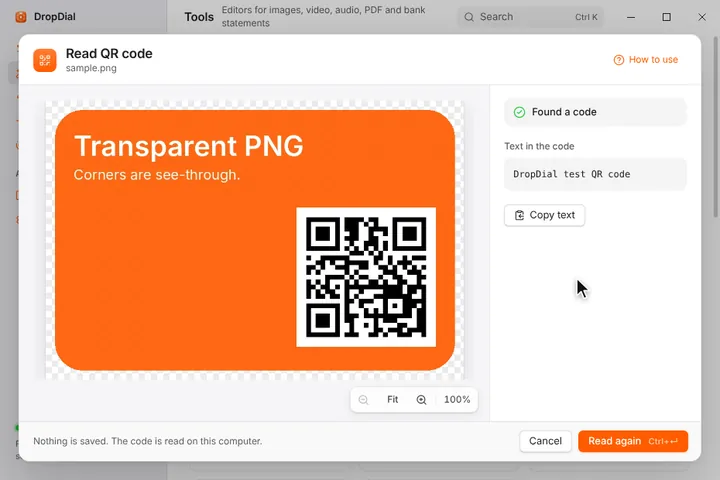 DropDial
Tools
Editors for images, video, audio, PDF and bank
statements
Search
Ctrl K
Read QR code
sample.png
How to use
Transparent PNG
Corners are see-through.
Found a code
Text in the code
DropDial test QR code
Copy text
Fit
100%
Nothing is saved. The code is read on this computer.
Cancel
Read again
Ctrl+↵